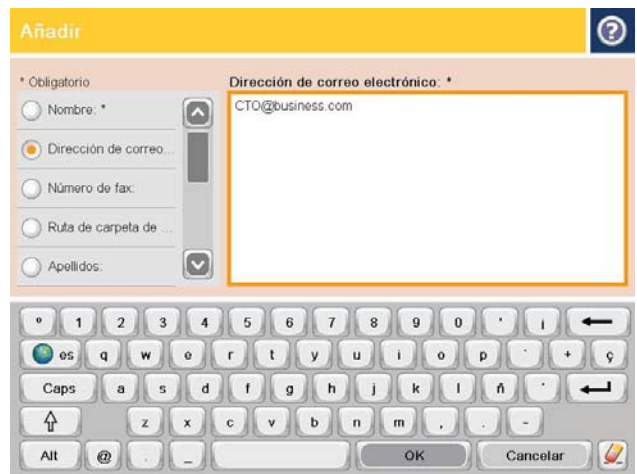 Añadir
?
* Obligatorio
Nombre: *
Dirección de correo...
Número de fax:
Ruta de carpeta de ...
Apellidos:
Dirección de correo electrónico: *
CTO@business.com
º 1 2 3 4 5 6 7 8 9 0 ' ¡
es q w e r t y u i o p ` + ç
Caps a s d f g h j k l ñ ´
z x c v b n m , . -
Alt @ . _ OK Cancelar